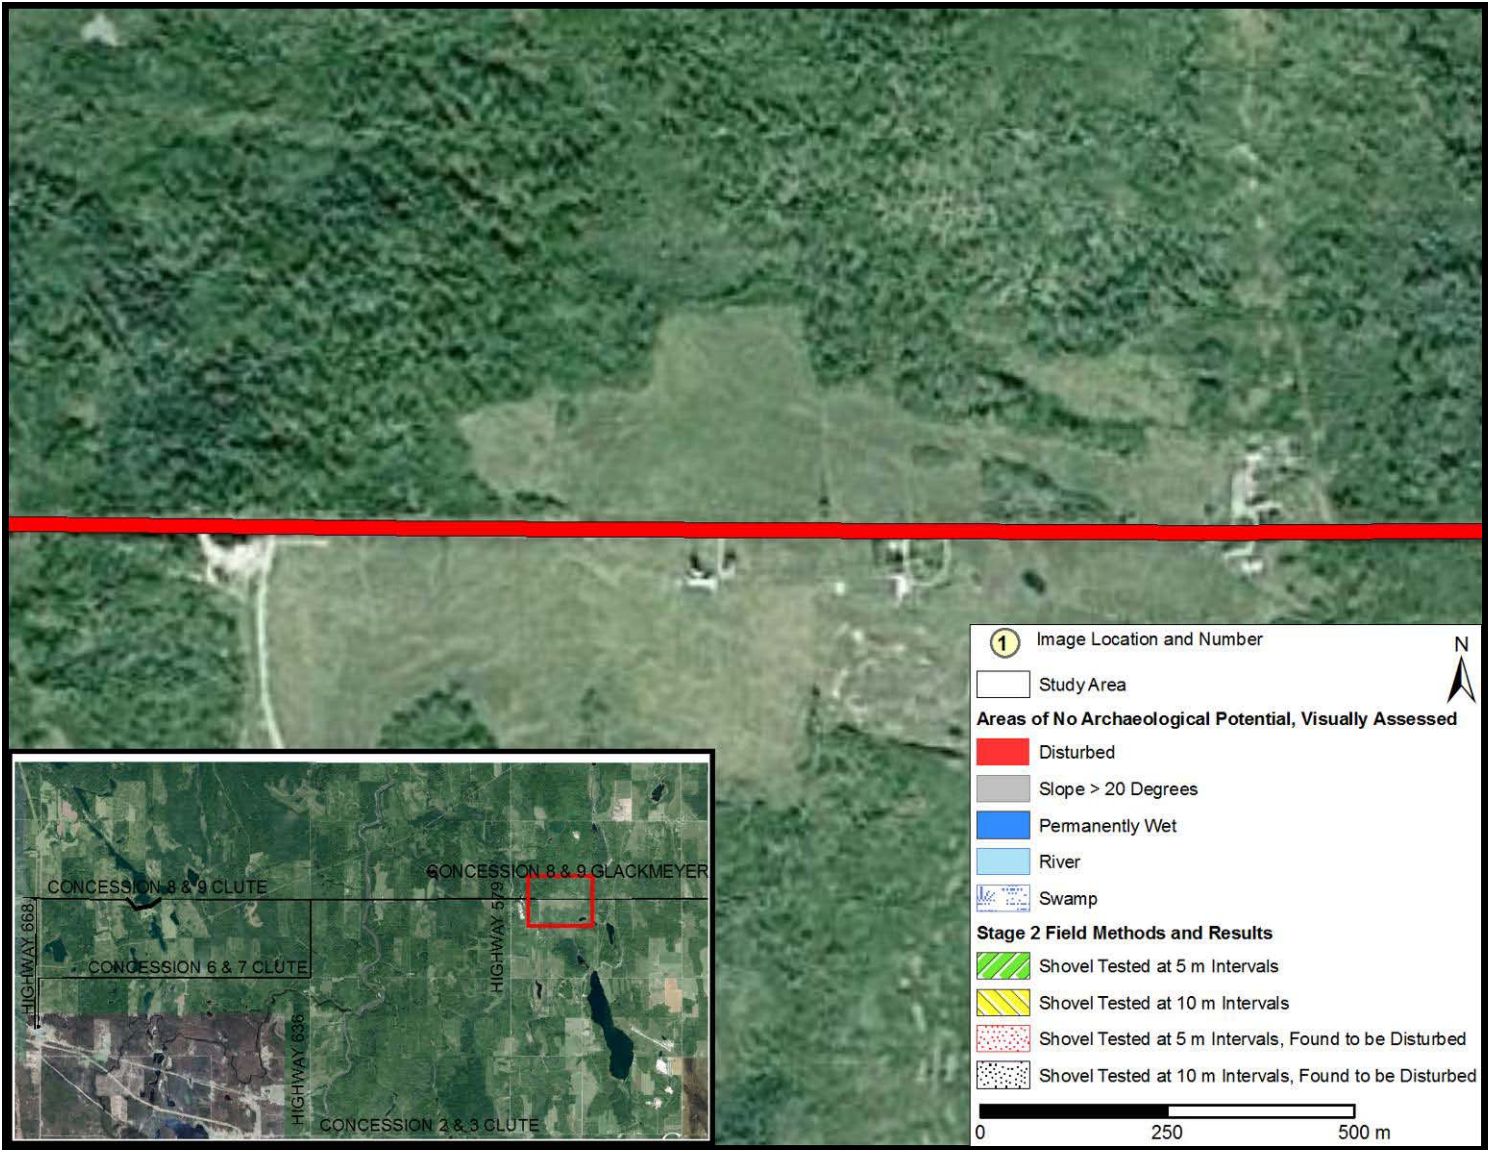 1 Image Location and Number
N
Study Area
Areas of No Archaeological Potential, Visually Assessed
Disturbed
Slope > 20 Degrees
Permanently Wet
River
Swamp
Stage 2 Field Methods and Results
Shovel Tested at 5 m Intervals
Shovel Tested at 10 m Intervals
Shovel Tested at 5 m Intervals, Found to be Disturbed
Shovel Tested at 10 m Intervals, Found to be Disturbed
0 250 500 m
CONCESSION 8 & 9 GLACKMEYER
CONCESSION 8 & 9 CLUTE
HIGHWAY 579
HIGHWAY 668
CONCESSION 6 & 7 CLUTE
HIGHWAY 636
CONCESSION 2 & 3 CLUTE